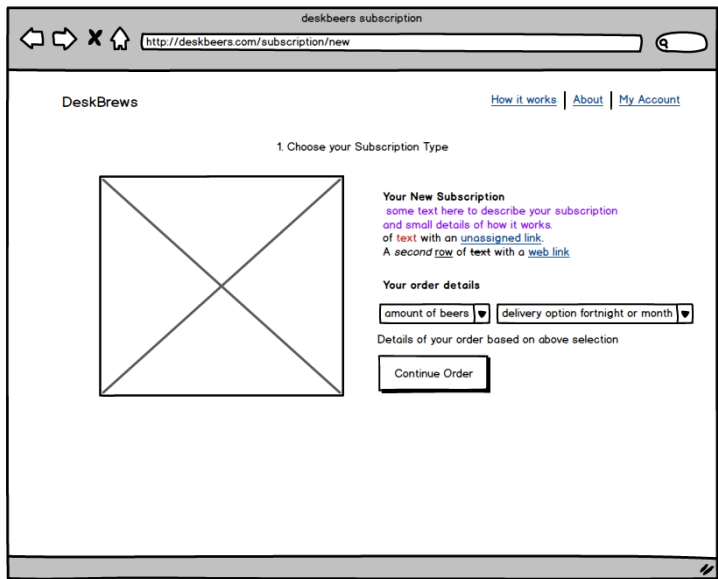 deskbeers subscription
http://deskbeers.com/subscription/new
DeskBrews
How it works | About | My Account
1. Choose your Subscription Type
Your New Subscription
some text here to describe your subscription
and small details of how it works.
of text with an unassigned link.
A second row of text with a web link
Your order details
amount of beers
delivery option fortnight or month
Details of your order based on above selection
Continue Order